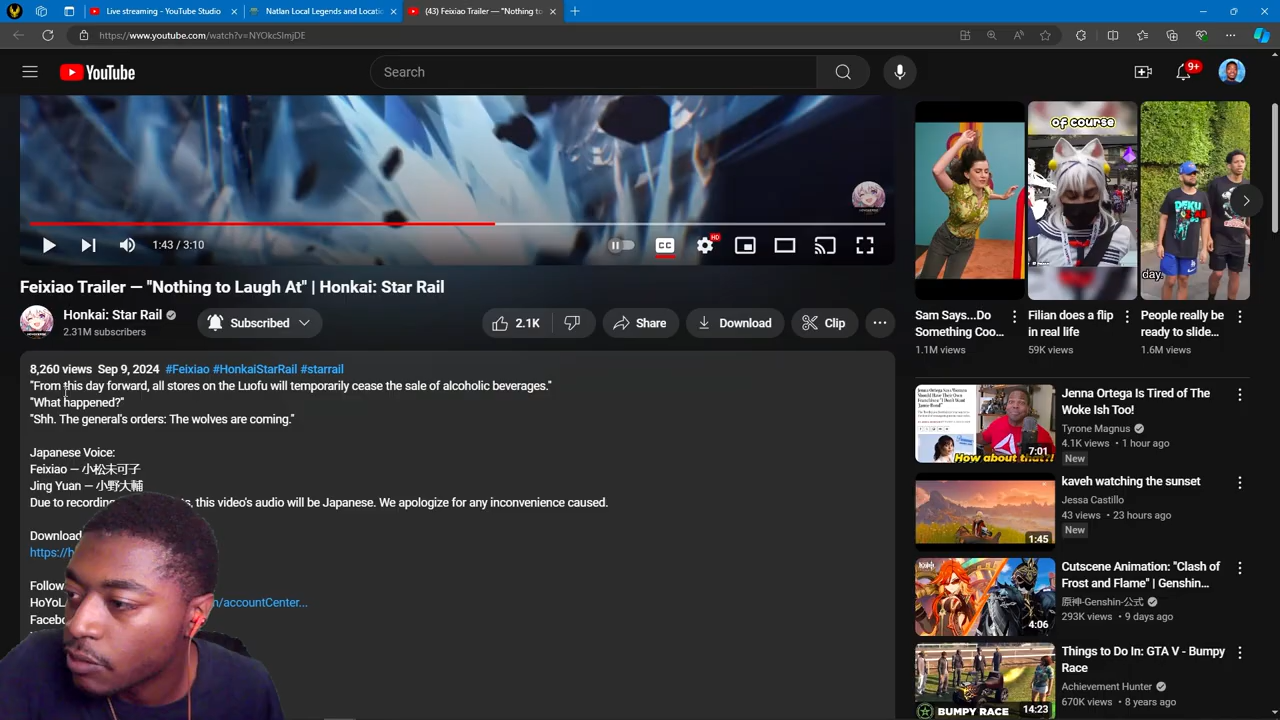 Live streaming - YouTube Studio
Natlan Local Legends and Locatio
(43) Feixiao Trailer — "Nothing to
https://www.youtube.com/watch?v=NYOkcSImjDE
YouTube
Search
9+
1:43 / 3:10
CC
HD
Feixiao Trailer — "Nothing to Laugh At" | Honkai: Star Rail
Honkai: Star Rail
2.31M subscribers
Subscribed
2.1K
Share
Download
Clip
8,260 views Sep 9, 2024 #Feixiao #HonkaiStarRail #starrail
"From this day forward, all stores on the Luofu will temporarily cease the sale of alcoholic beverages."
"What happened?"
"Shh. The general's orders. The wolves are coming."
Japanese Voice:
Feixiao — 小松未可子
Jing Yuan — 小野大輔
Due to recording, this video's audio will be Japanese. We apologize for any inconvenience caused.
Download
https://h
Follow
HoYoL n/accountCenter...
Facebo
of course
day.
Sam Says...Do
Something Coo...
1.1M views
Filian does a flip
in real life
59K views
People really be
ready to slide...
1.6M views
How about that?!
7:01
Jenna Ortega Is Tired of The
Woke Ish Too!
Tyrone Magnus
4.1K views • 1 hour ago
New
1:45
kaveh watching the sunset
Jessa Castillo
43 views • 23 hours ago
New
4:06
Cutscene Animation: "Clash of
Frost and Flame" | Genshin...
原神-Genshin-公式
293K views • 9 days ago
BUMPY RACE
14:23
Things to Do In: GTA V - Bumpy
Race
Achievement Hunter
670K views • 8 years ago